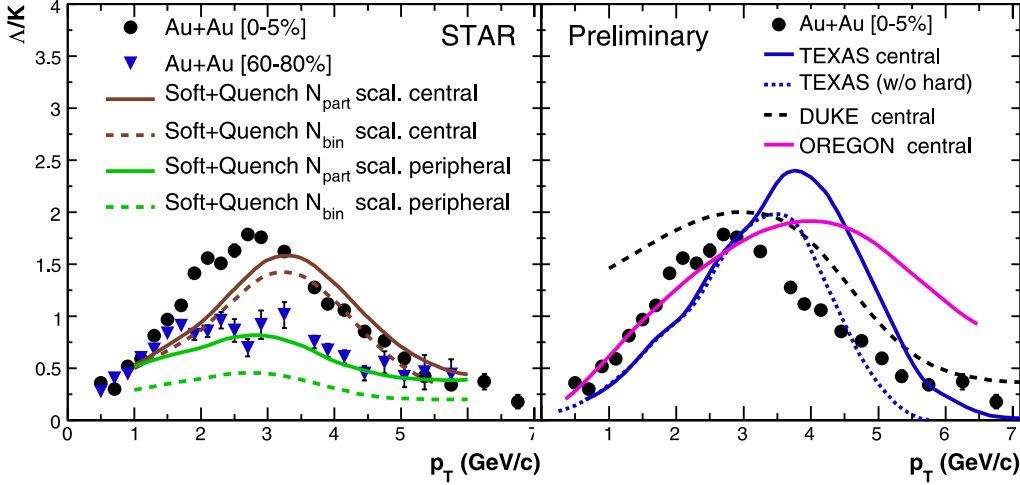 Λ/K
4
3.5
3
2.5
2
1.5
1
0.5
0
Au+Au [0-5%]
STAR
Au+Au [60-80%]
Soft+Quench N_part scal. central
Soft+Quench N_bin scal. central
Soft+Quench N_part scal. peripheral
Soft+Quench N_bin scal. peripheral
0 1 2 3 4 5 6 7
p_T (GeV/c)
Preliminary
Au+Au [0-5%]
TEXAS central
TEXAS (w/o hard)
DUKE central
OREGON central
1 2 3 4 5 6 7
p_T (GeV/c)